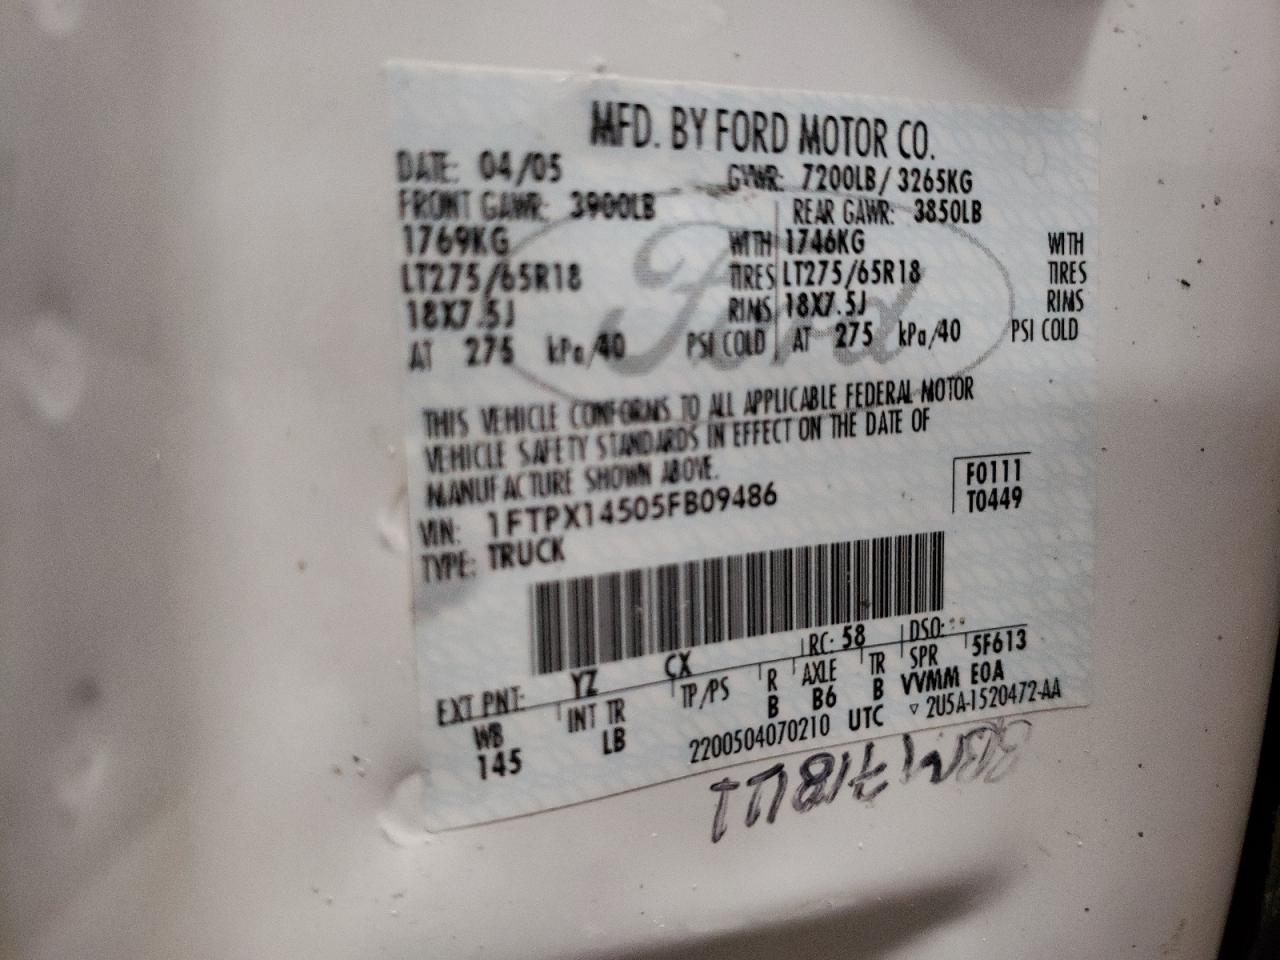 MFD. BY FORD MOTOR CO.
DATE: 04/05 GVWR: 7200LB/ 3265KG
FRONT GAWR: 3900LB REAR GAWR: 3850LB
1769KG WITH 1746KG WITH
LT275/65R18 TIRES LT275/65R18 TIRES
18X7.5J RIMS 18X7.5J RIMS
AT 275 kPa/40 PSI COLD AT 275 kPa/40 PSI COLD
Ford
THIS VEHICLE CONFORMS TO ALL APPLICABLE FEDERAL MOTOR
VEHICLE SAFETY STANDARDS IN EFFECT ON THE DATE OF
MANUFACTURE SHOWN ABOVE.
VIN: 1FTPX14505FB09486
F0111
T0449
TYPE: TRUCK
EXT PNT: YZ CX RC: 58 DSO:
WB INT TR TP/PS R AXLE TR SPR 5F613
145 LB B B6 B VVMM EOA
2200504070210 UTC ▿ 2U5A-1520472-AA